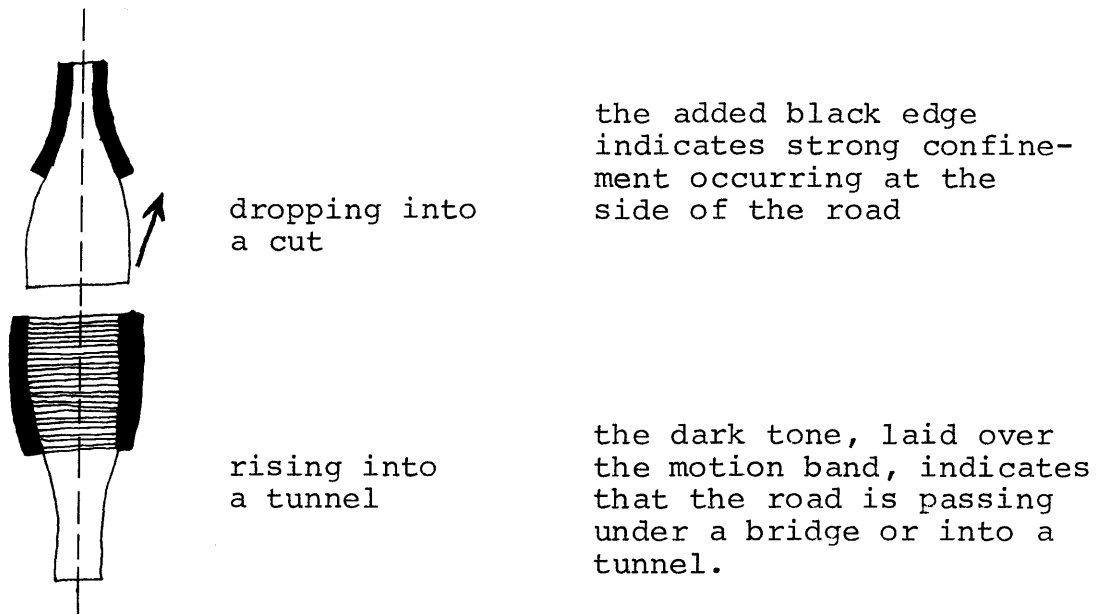 the added black edge
indicates strong confine-
ment occurring at the
side of the road
dropping into
a cut
the dark tone, laid over
the motion band, indicates
that the road is passing
under a bridge or into a
tunnel.
rising into
a tunnel